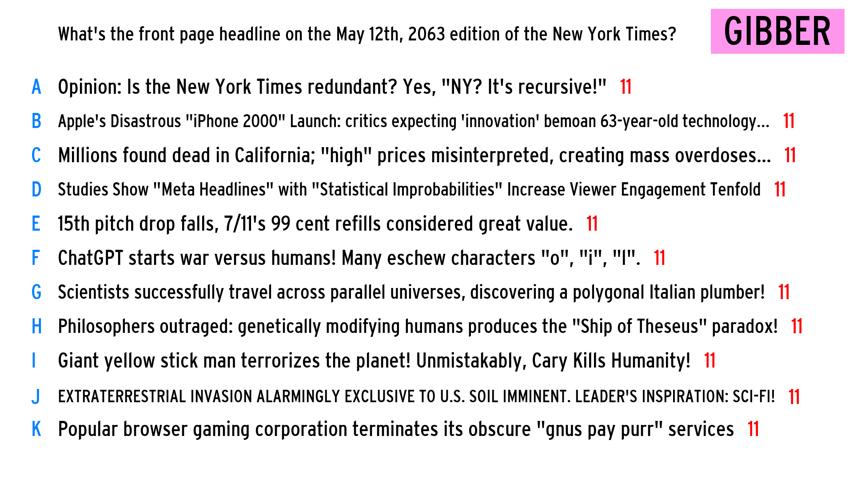 What's the front page headline on the May 12th, 2063 edition of the New York Times?
GIBBER
A Opinion: Is the New York Times redundant? Yes, "NY? It's recursive!" 11
B Apple's Disastrous "iPhone 2000" Launch: critics expecting 'innovation' bemoan 63-year-old technology... 11
C Millions found dead in California; "high" prices misinterpreted, creating mass overdoses... 11
D Studies Show "Meta Headlines" with "Statistical Improbabilities" Increase Viewer Engagement Tenfold 11
E 15th pitch drop falls, 7/11's 99 cent refills considered great value. 11
F ChatGPT starts war versus humans! Many eschew characters "o", "i", "l". 11
G Scientists successfully travel across parallel universes, discovering a polygonal Italian plumber! 11
H Philosophers outraged: genetically modifying humans produces the "Ship of Theseus" paradox! 11
I Giant yellow stick man terrorizes the planet! Unmistakably, Cary Kills Humanity! 11
J EXTRATERRESTRIAL INVASION ALARMINGLY EXCLUSIVE TO U.S. SOIL IMMINENT. LEADER'S INSPIRATION: SCI-FI! 11
K Popular browser gaming corporation terminates its obscure "gnus pay purr" services 11